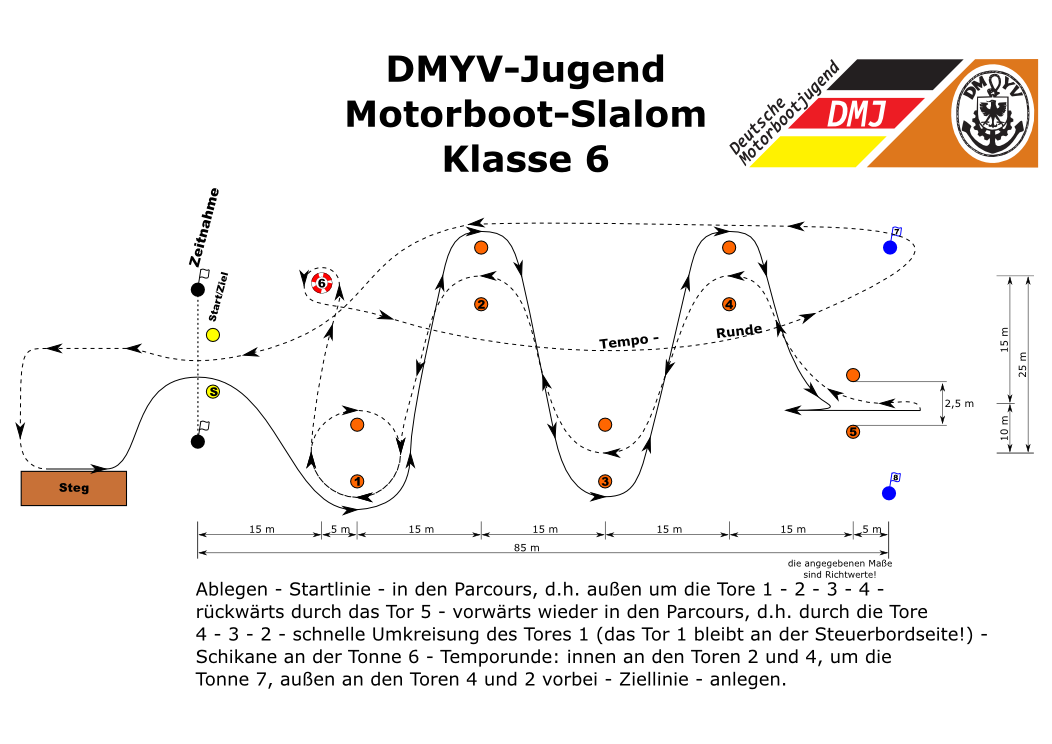 DMYV-Jugend
Motorboot-Slalom
Klasse 6
Deutsche
Motorbootjugend
DMJ
DM YV
Zeitnahme
Start/Ziel
7
6
2
4
Tempo - Runde
15 m
25 m
2,5 m
10 m
S
5
1
3
8
Steg
15 m
5 m
15 m
15 m
15 m
15 m
5 m
85 m
die angegebenen Maße
sind Richtwerte!
Ablegen - Startlinie - in den Parcours, d.h. außen um die Tore 1 - 2 - 3 - 4 -
rückwärts durch das Tor 5 - vorwärts wieder in den Parcours, d.h. durch die Tore
4 - 3 - 2 - schnelle Umkreisung des Tores 1 (das Tor 1 bleibt an der Steuerbordseite!) -
Schikane an der Tonne 6 - Temporunde: innen an den Toren 2 und 4, um die
Tonne 7, außen an den Toren 4 und 2 vorbei - Ziellinie - anlegen.